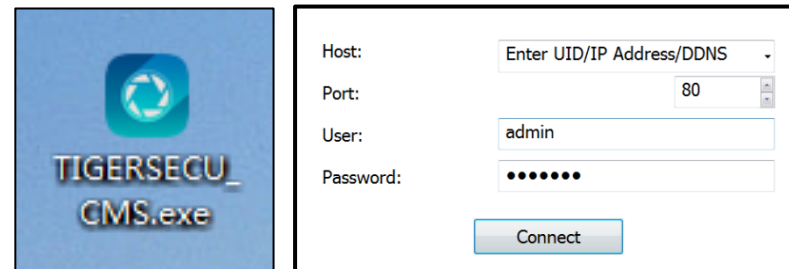 TIGERSECU_
CMS.exe
Host: Enter UID/IP Address/DDNS
Port: 80
User: admin
Password: •••••••
Connect